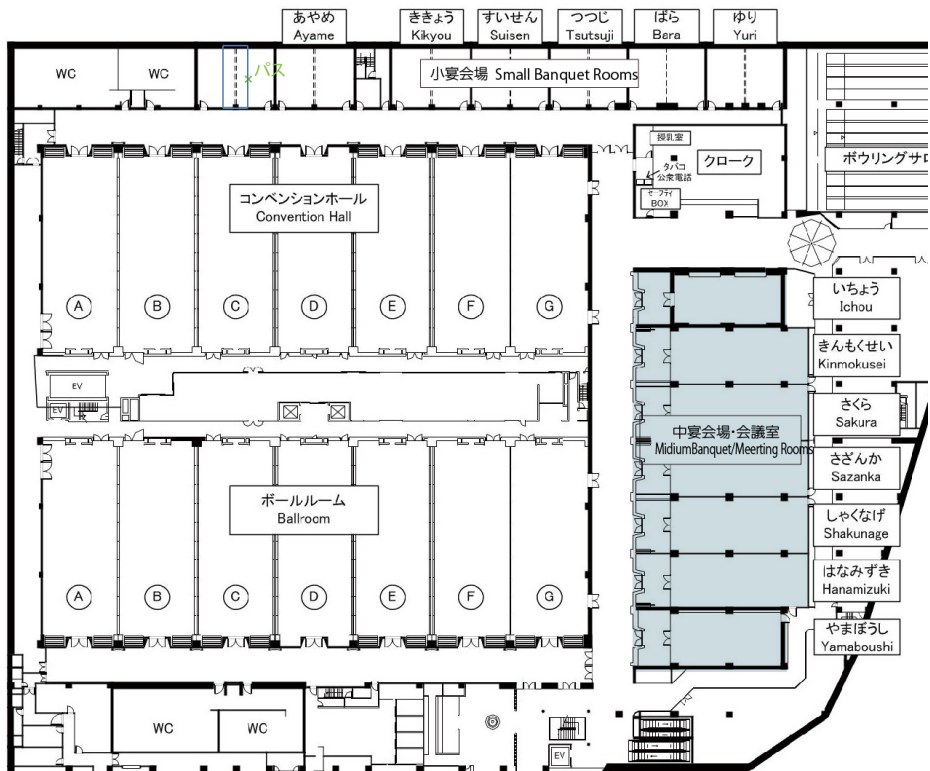 あやめ
Ayame
ききょう
Kikyou
すいせん
Suisen
つつじ
Tsutsuji
ばら
Bara
ゆり
Yuri
WC
WC
パス
小宴会場 Small Banquet Rooms
授乳室
クローク
タバコ
公衆電話
セーフティ
BOX
ボウリングサロ
コンベンションホール
Convention Hall
A
B
C
D
E
F
G
いちょう
Ichou
きんもくせい
Kinmokusei
EV
EV
さくら
Sakura
中宴会場・会議室
MidiumBanquet/Meerting Rooms
さざんか
Sazanka
ボールルーム
Ballroom
しゃくなげ
Shakunage
A
B
C
D
E
F
G
はなみずき
Hanamizuki
やまぼうし
Yamaboushi
WC
WC
EV